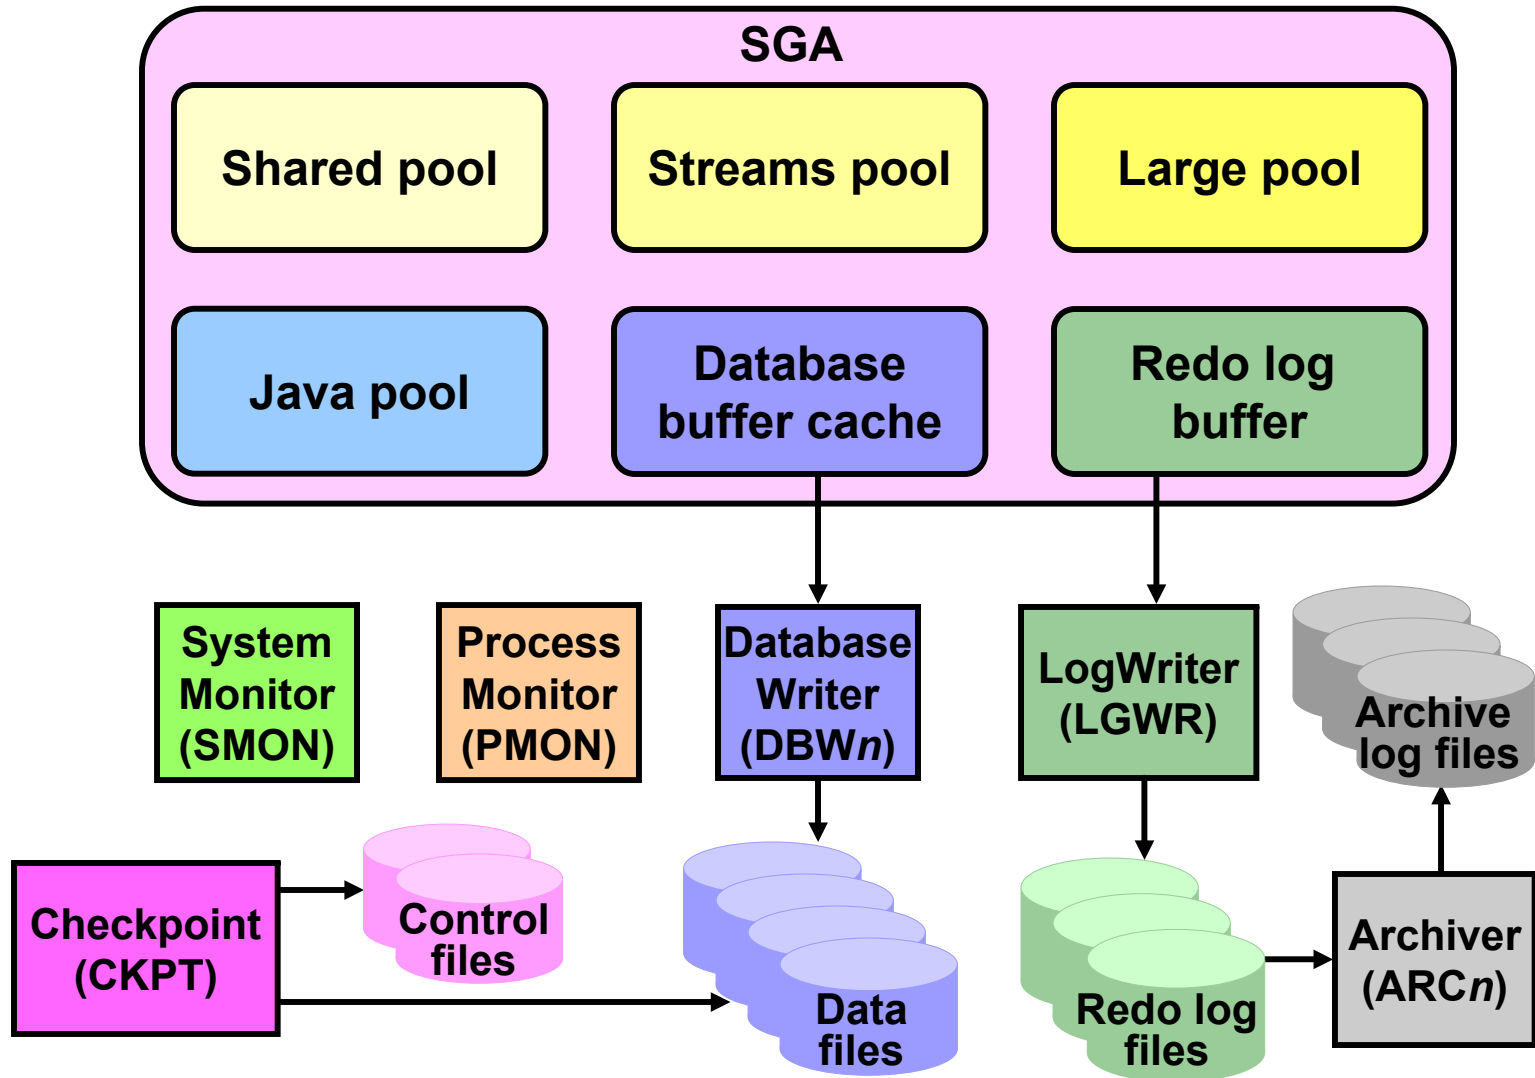 SGA
Shared pool
Streams pool
Large pool
Java pool
Database
buffer cache
Redo log
buffer
System
Monitor
(SMON)
Process
Monitor
(PMON)
Database
Writer
(DBWn)
LogWriter
(LGWR)
Archive
log files
Checkpoint
(CKPT)
Control
files
Data
files
Redo log
files
Archiver
(ARCn)